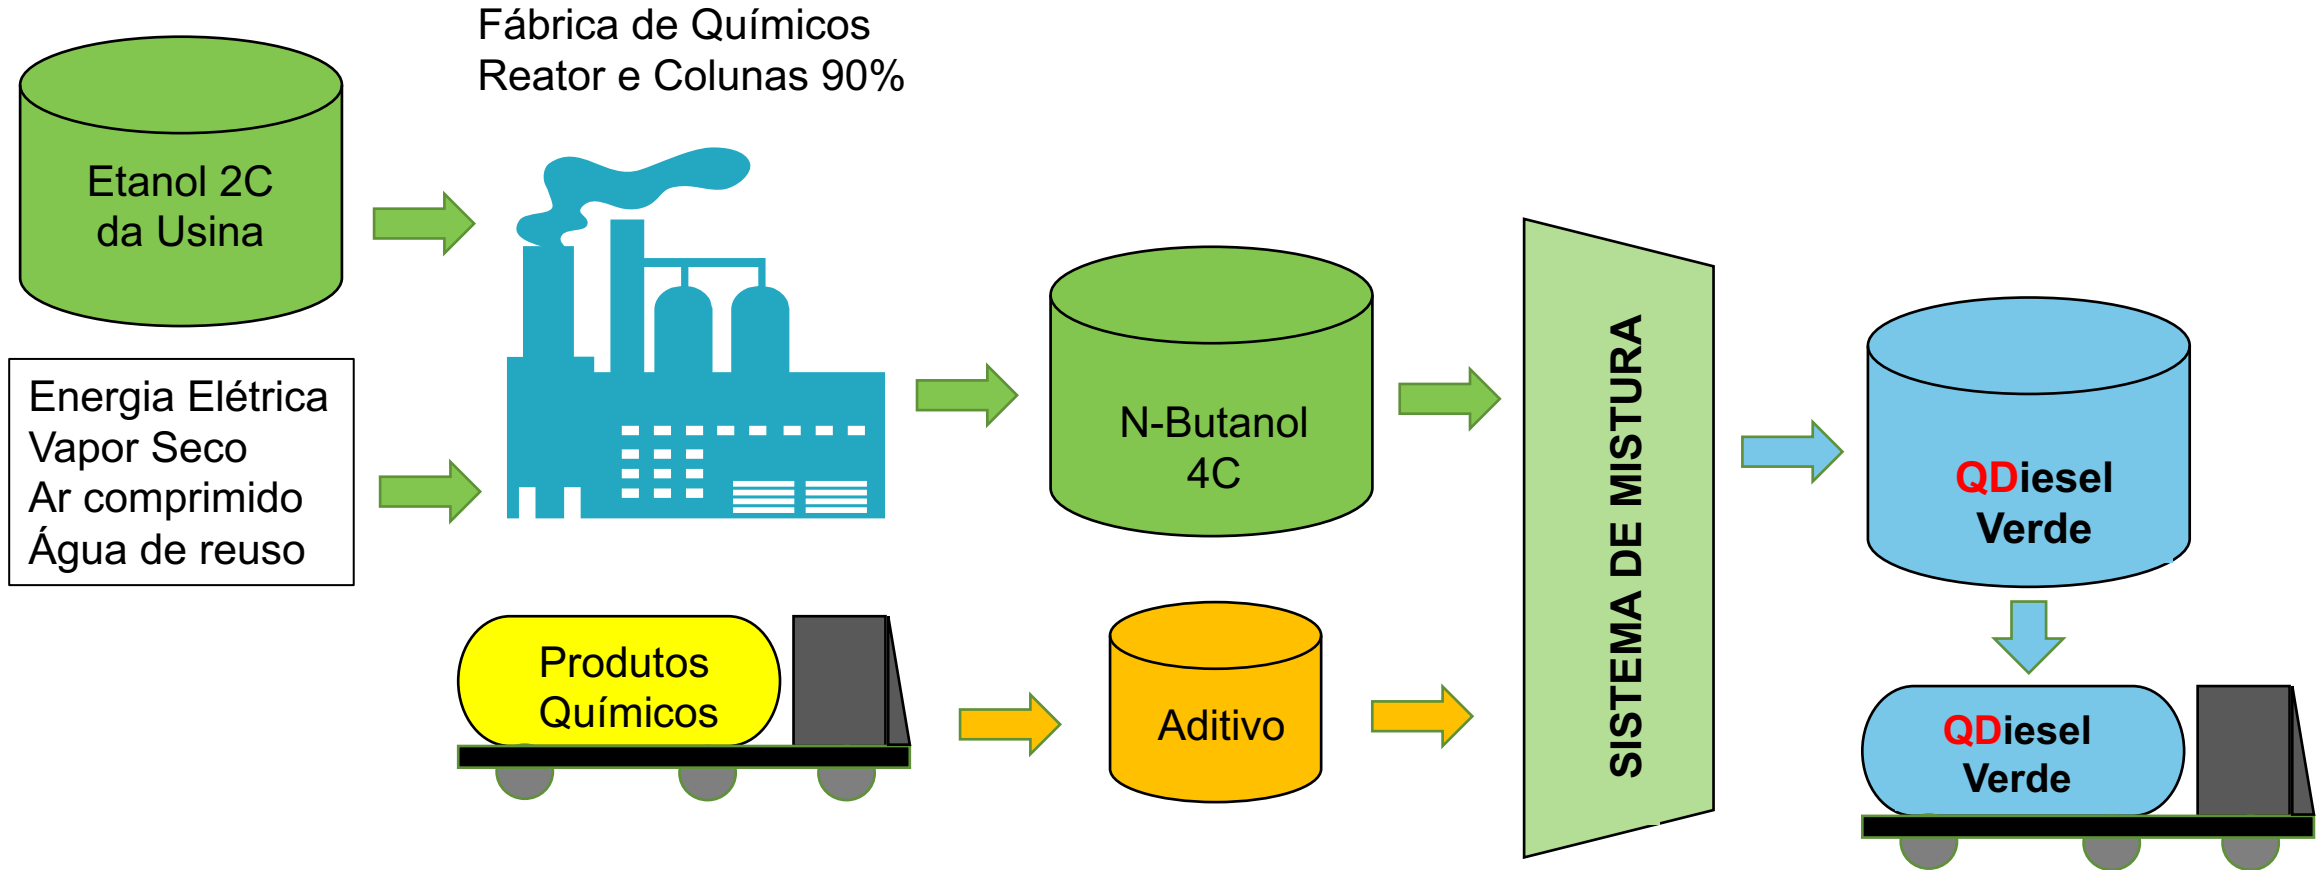 Fábrica de Químicos
Reator e Colunas 90%
Etanol 2C
da Usina
Energia Elétrica
Vapor Seco
Ar comprimido
Água de reuso
N-Butanol
4C
Produtos
Químicos
Aditivo
SISTEMA DE MISTURA
QDiesel
Verde
QDiesel
Verde